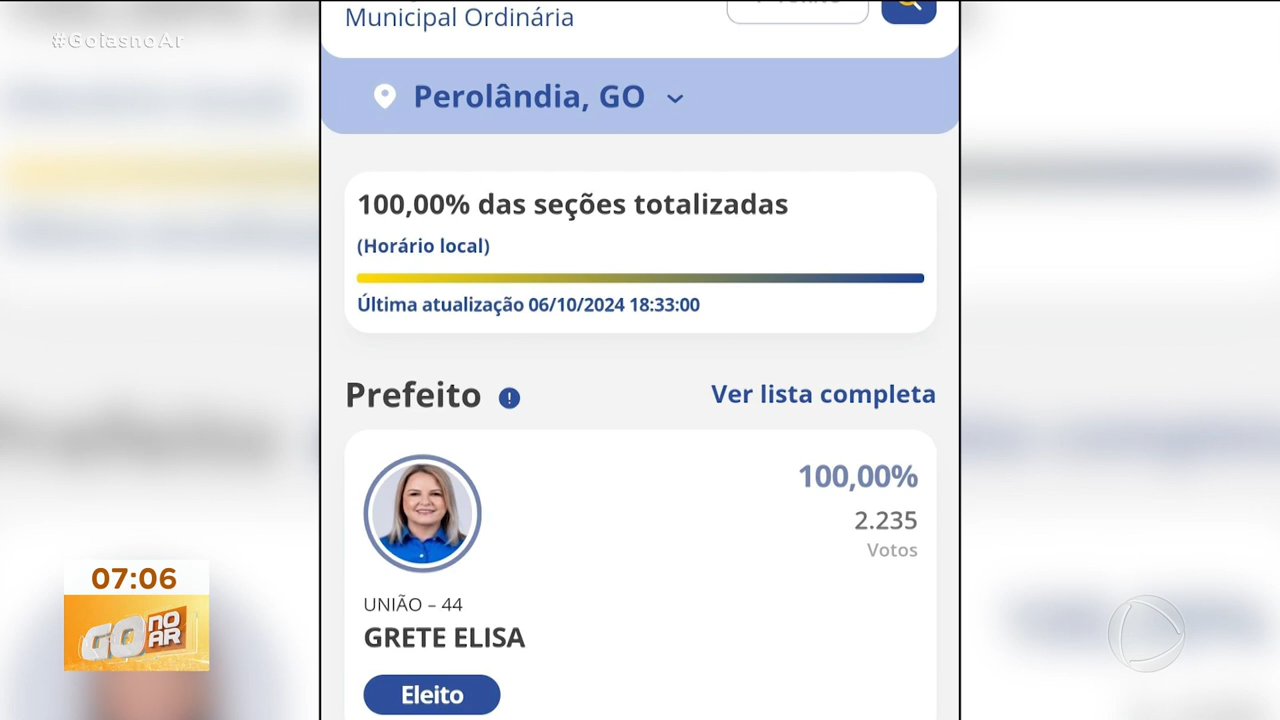 Municipal Ordinária
#GoiasnoAr
Perolândia, GO
100,00% das seções totalizadas
(Horário local)
Última atualização 06/10/2024 18:33:00
Prefeito
Ver lista completa
100,00%
2.235
Votos
UNIÃO – 44
GRETE ELISA
Eleito
07:06
GO NO AR